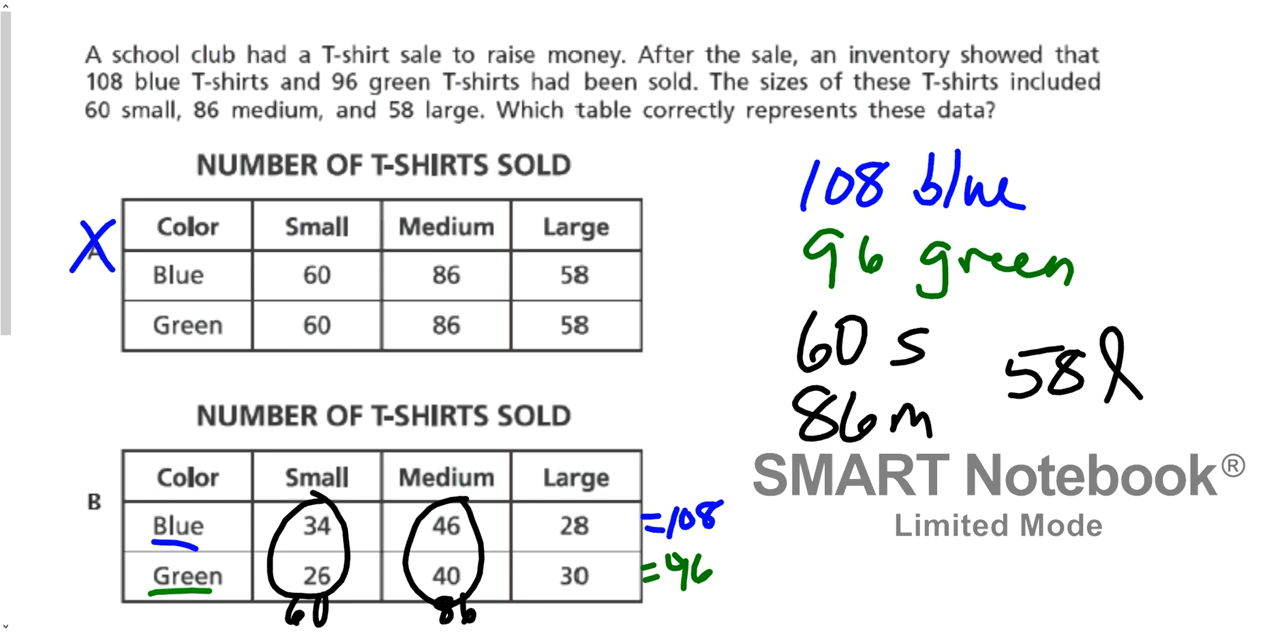 A school club had a T-shirt sale to raise money. After the sale, an inventory showed that
108 blue T-shirts and 96 green T-shirts had been sold. The sizes of these T-shirts included
60 small, 86 medium, and 58 large. Which table correctly represents these data?
NUMBER OF T-SHIRTS SOLD
Color Small Medium Large
X
Blue 60 86 58
Green 60 86 58
108 blue
96 green
60 s 58 l
86 m
SMART Notebook®
Limited Mode
NUMBER OF T-SHIRTS SOLD
Color Small Medium Large
B
Blue 34 46 28 =108
Green 26 40 30 =96
60 86